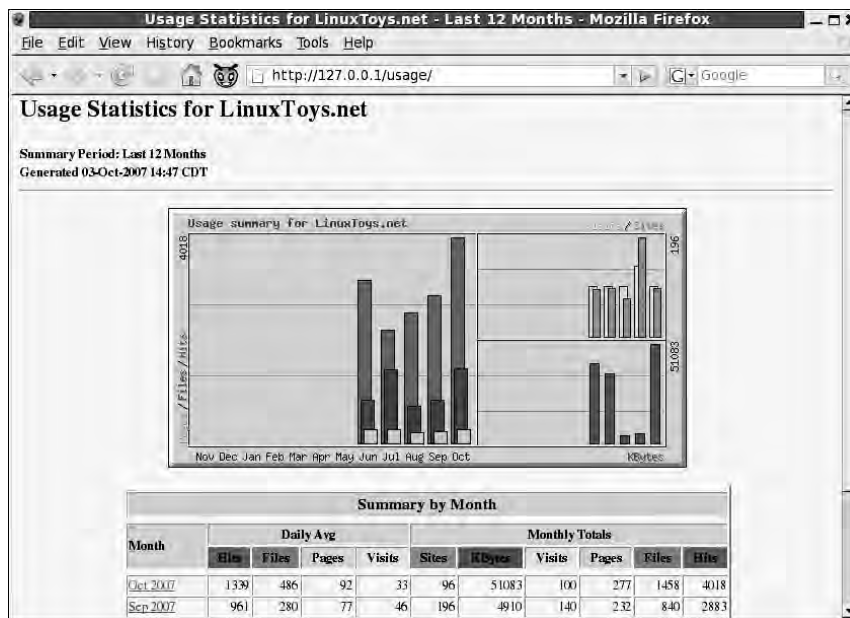 Usage Statistics for LinuxToys.net - Last 12 Months - Mozilla Firefox
File Edit View History Bookmarks Tools Help
http://127.0.0.1/usage/
Google
Usage Statistics for LinuxToys.net
Summary Period: Last 12 Months
Generated 03-Oct-2007 14:47 CDT
Usage summary for LinuxToys.net
/ Sites
4018
196
/Files/Hits
51083
Nov Dec Jan Feb Mar Apr May Jun Jul Aug Sep Oct
KBytes
Summary by Month
Month Daily Avg Monthly Totals
Hits Files Pages Visits Sites KBytes Visits Pages Files Hits
Oct 2007 1339 486 92 33 96 51083 100 277 1458 4018
Sep 2007 961 280 77 46 196 4910 140 232 840 2883